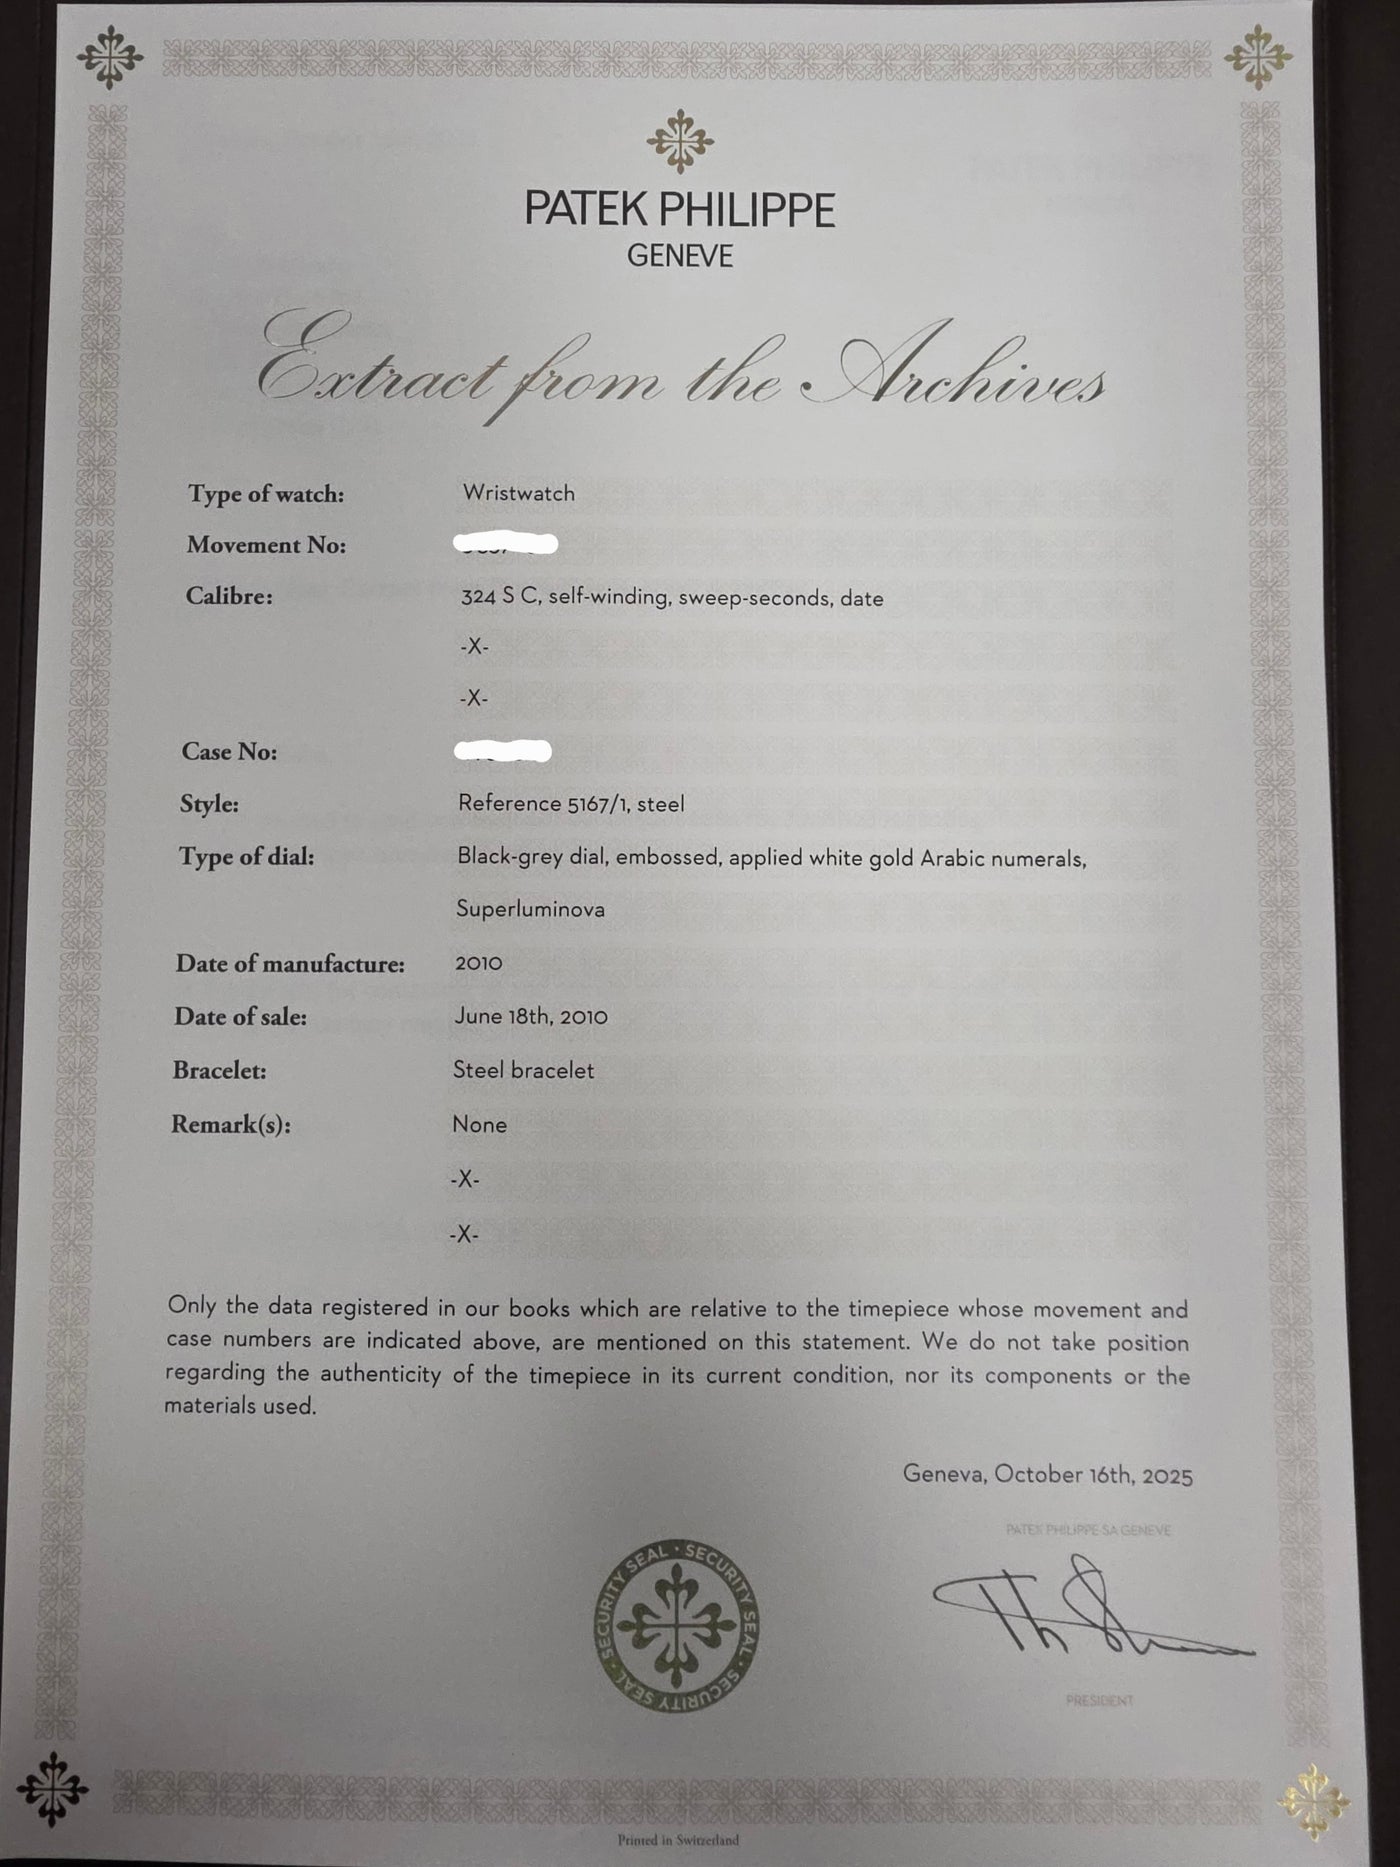 PATEK PHILIPPE
GENEVE
Extract from the Archives
Type of watch: Wristwatch
Movement No:
Calibre: 324 S C, self-winding, sweep-seconds, date
-X-
-X-
Case No:
Style: Reference 5167/1, steel
Type of dial: Black-grey dial, embossed, applied white gold Arabic numerals,
Superluminova
Date of manufacture: 2010
Date of sale: June 18th, 2010
Bracelet: Steel bracelet
Remark(s): None
-X-
-X-
Only the data registered in our books which are relative to the timepiece whose movement and
case numbers are indicated above, are mentioned on this statement. We do not take position
regarding the authenticity of the timepiece in its current condition, nor its components or the
materials used.
Geneva, October 16th, 2025
PATEK PHILIPPE SA GENEVE
SECURITY SEAL · SECURITY SEAL · SECURITY SEAL ·
PRESIDENT
Printed in Switzerland